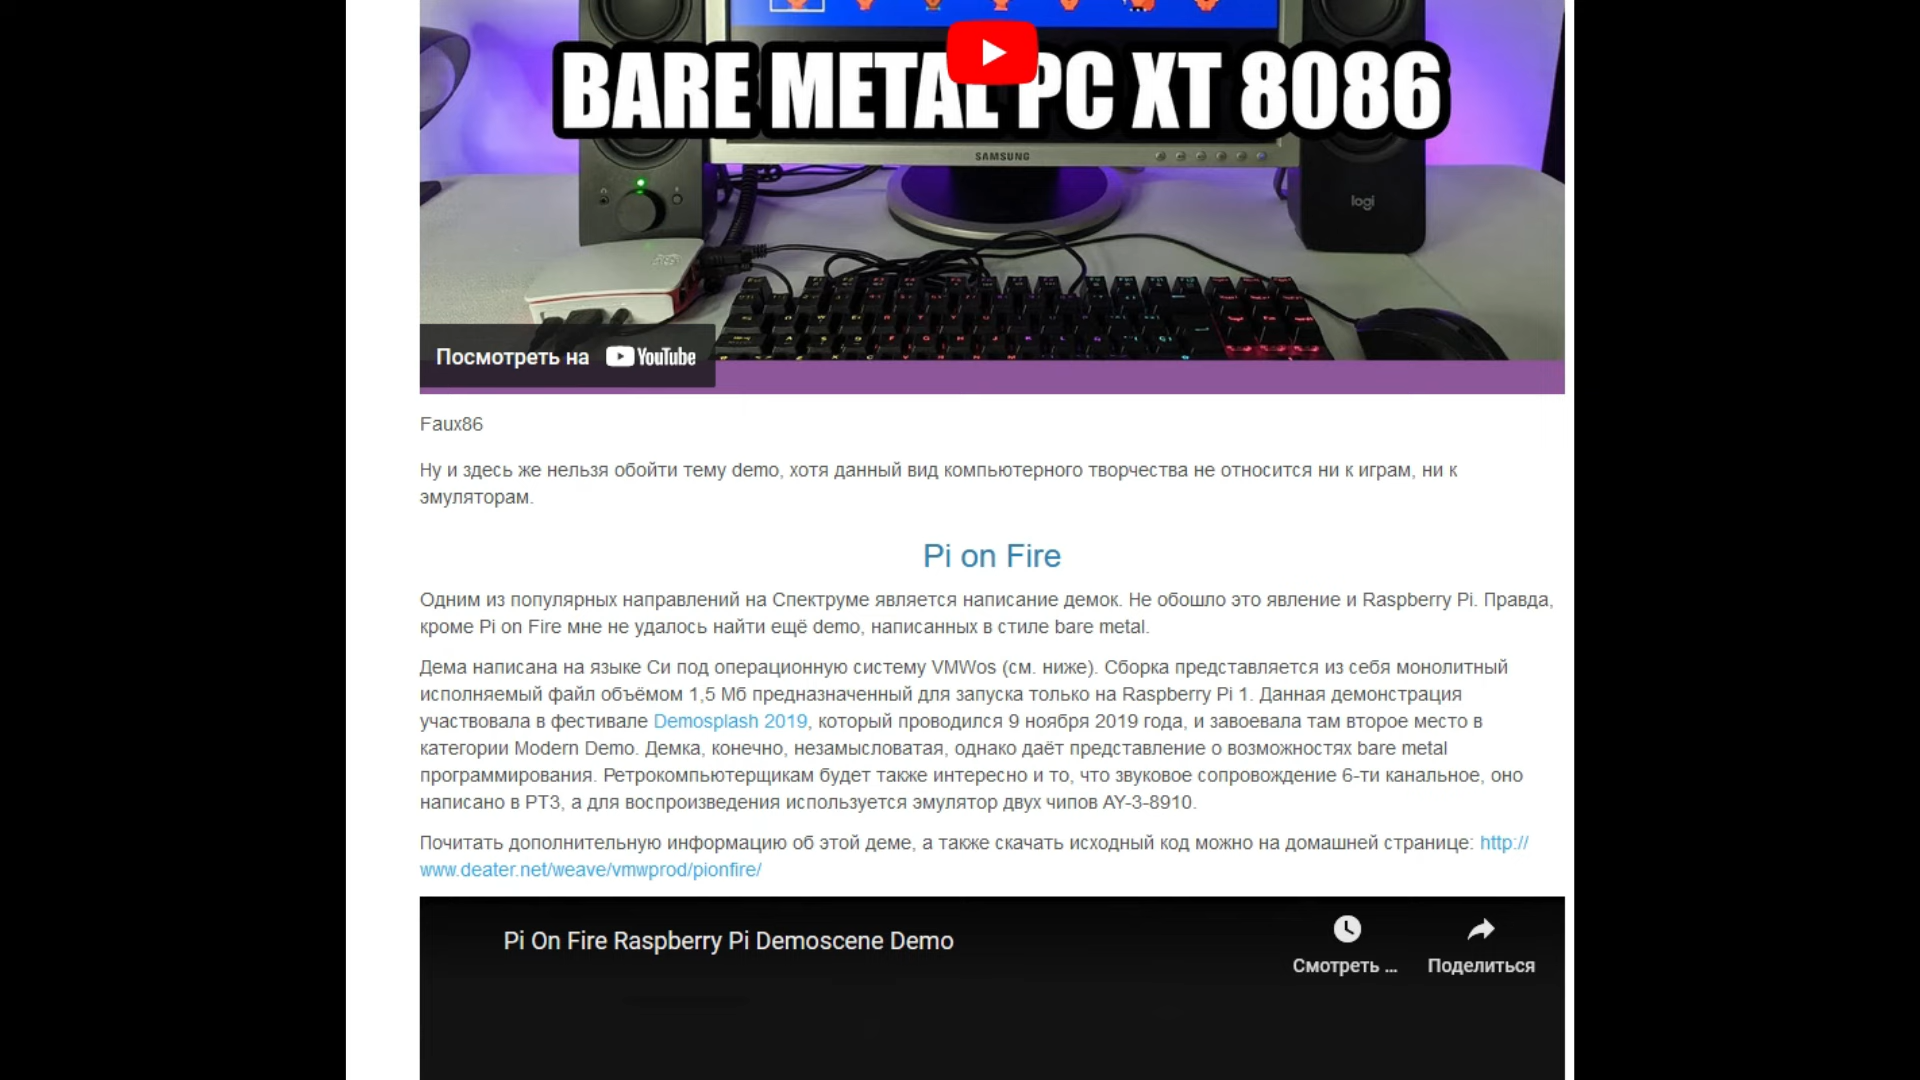 BARE METAL PC XT 8086
SAMSUNG
logi
Посмотреть на YouTube
Faux86
Ну и здесь же нельзя обойти тему demo, хотя данный вид компьютерного творчества не относится ни к играм, ни к
эмуляторам.
Pi on Fire
Одним из популярных направлений на Спектруме является написание демок. Не обошло это явление и Raspberry Pi. Правда,
кроме Pi on Fire мне не удалось найти ещё demo, написанных в стиле bare metal.
Дема написана на языке Си под операционную систему VMWos (см. ниже). Сборка представляется из себя монолитный
исполняемый файл объёмом 1,5 Мб предназначенный для запуска только на Raspberry Pi 1. Данная демонстрация
участвовала в фестивале Demosplash 2019, который проводился 9 ноября 2019 года, и завоевала там второе место в
категории Modern Demo. Демка, конечно, незамысловатая, однако даёт представление о возможностях bare metal
программирования. Ретрокомпьютерщикам будет также интересно и то, что звуковое сопровождение 6-ти канальное, оно
написано в PT3, а для воспроизведения используется эмулятор двух чипов AY-3-8910.
Почитать дополнительную информацию об этой деме, а также скачать исходный код можно на домашней странице: http://
www.deater.net/weave/vmwprod/pionfire/
Pi On Fire Raspberry Pi Demoscene Demo
Смотреть ...
Поделиться